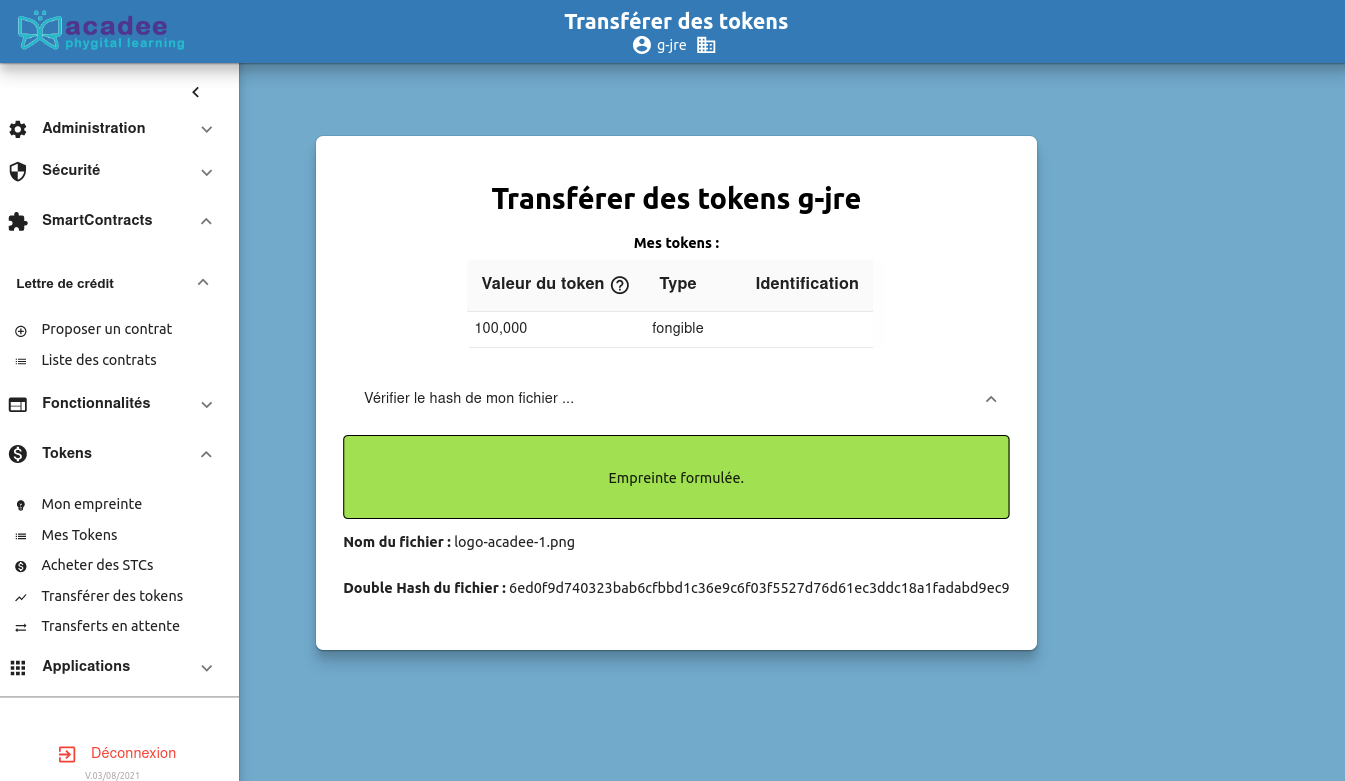 acadee
phygital learning
Transférer des tokens
g-jre
Administration
Sécurité
SmartContracts
Lettre de crédit
Proposer un contrat
Liste des contrats
Fonctionnalités
Tokens
Mon empreinte
Mes Tokens
Acheter des STCs
Transférer des tokens
Transferts en attente
Applications
Déconnexion
V.03/08/2021
Transférer des tokens g-jre
Mes tokens :
Valeur du token ? Type Identification
100,000 fongible
Vérifier le hash de mon fichier ...
Empreinte formulée.
Nom du fichier : logo-acadee-1.png
Double Hash du fichier : 6ed0f9d740323bab6cfbbd1c36e9c6f03f5527d76d61ec3ddc18a1fadabd9ec9